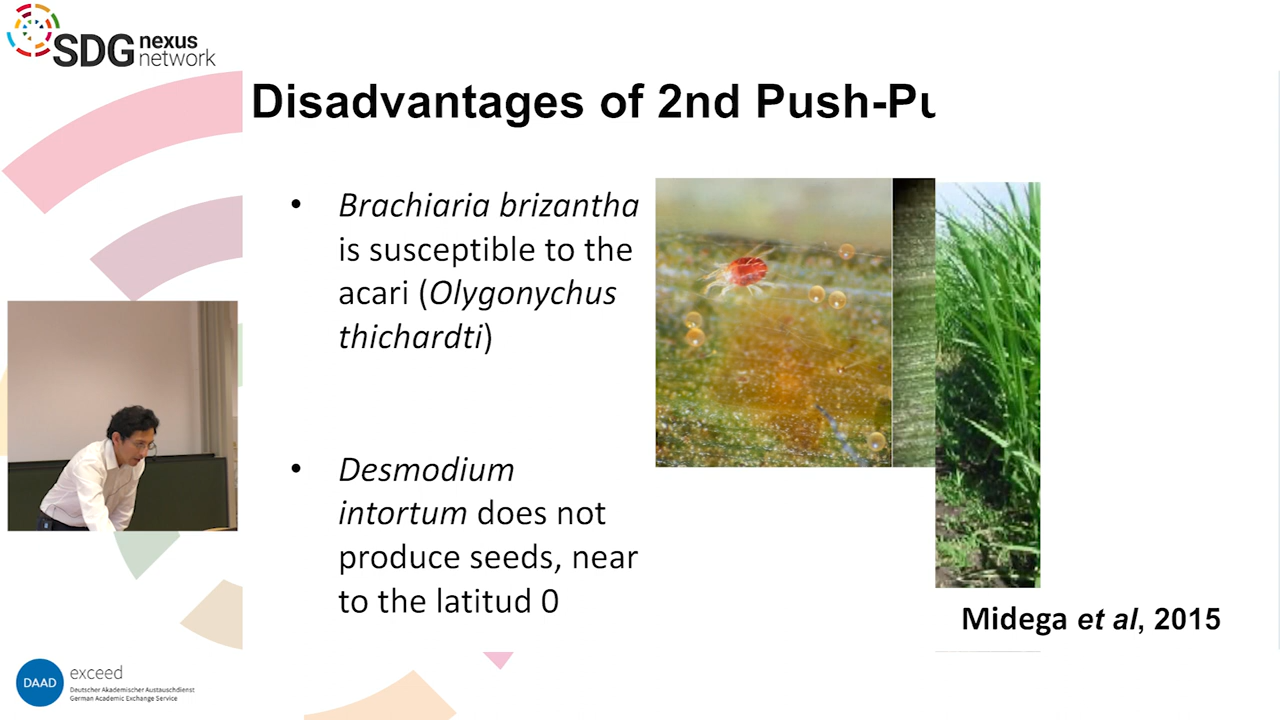 SDG nexus
network
Disadvantages of 2nd Push-Pu
• Brachiaria brizantha
is susceptible to the
acari (Olygonychus
thichardti)
• Desmodium
intortum does not
produce seeds, near
to the latitud 0
Midega et al, 2015
DAAD
exceed
Deutscher Akademischer Austauschdienst
German Academic Exchange Service